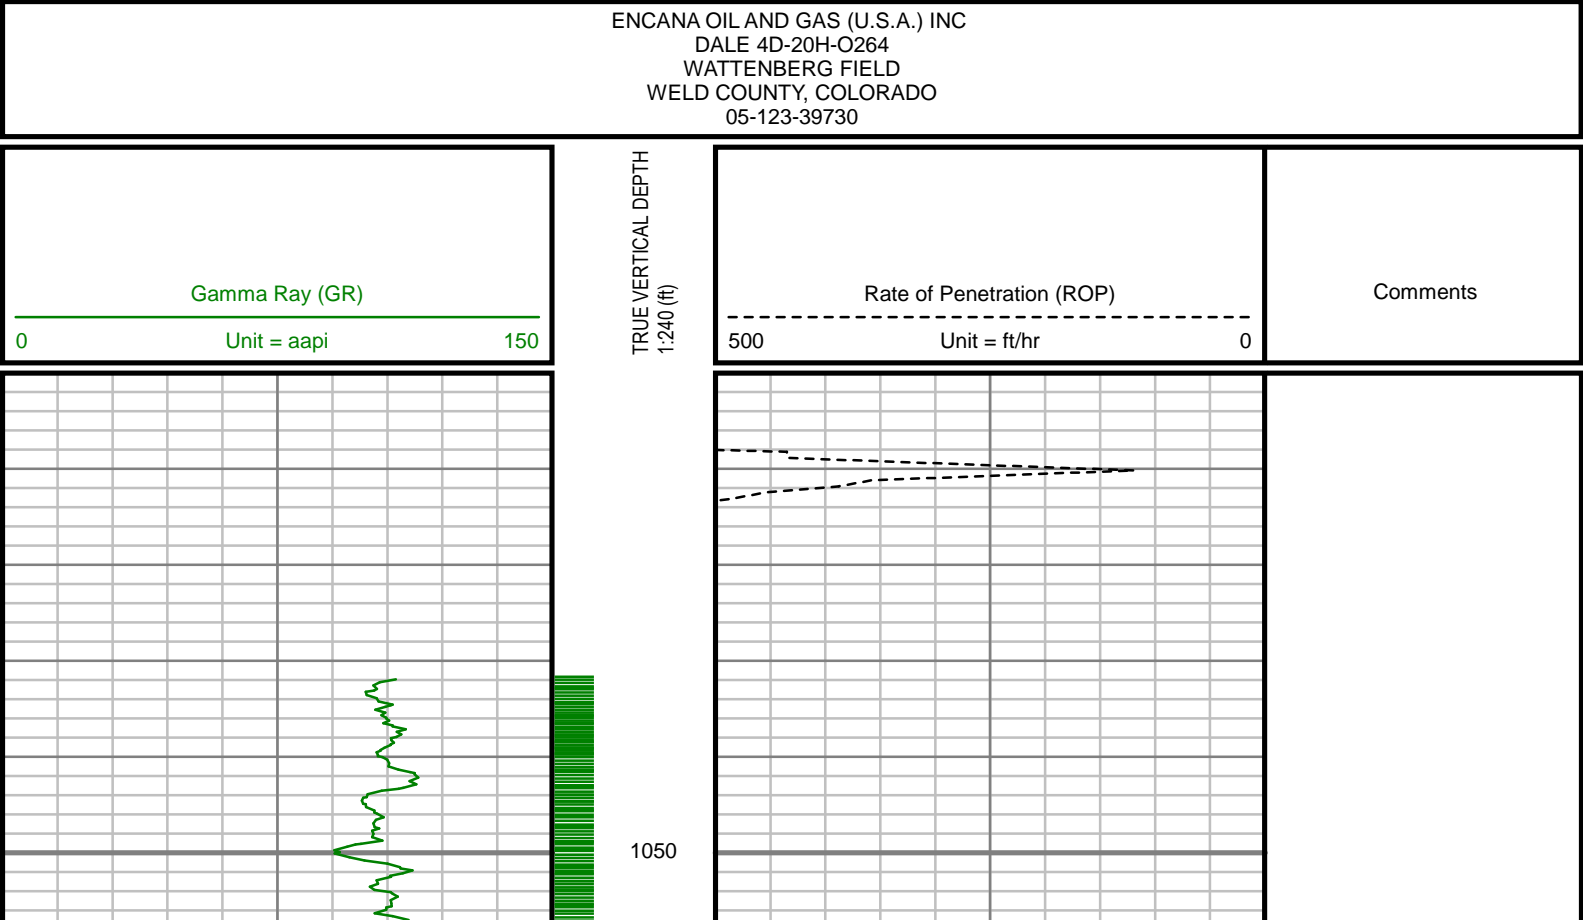 ENCANA OIL AND GAS (U.S.A.) INC
DALE 4D-20H-O264
WATTENBERG FIELD
WELD COUNTY, COLORADO
05-123-39730
Gamma Ray (GR)
0 Unit = aapi 150
TRUE VERTICAL DEPTH
1:240 (ft)
Rate of Penetration (ROP)
500 Unit = ft/hr 0
Comments
1050